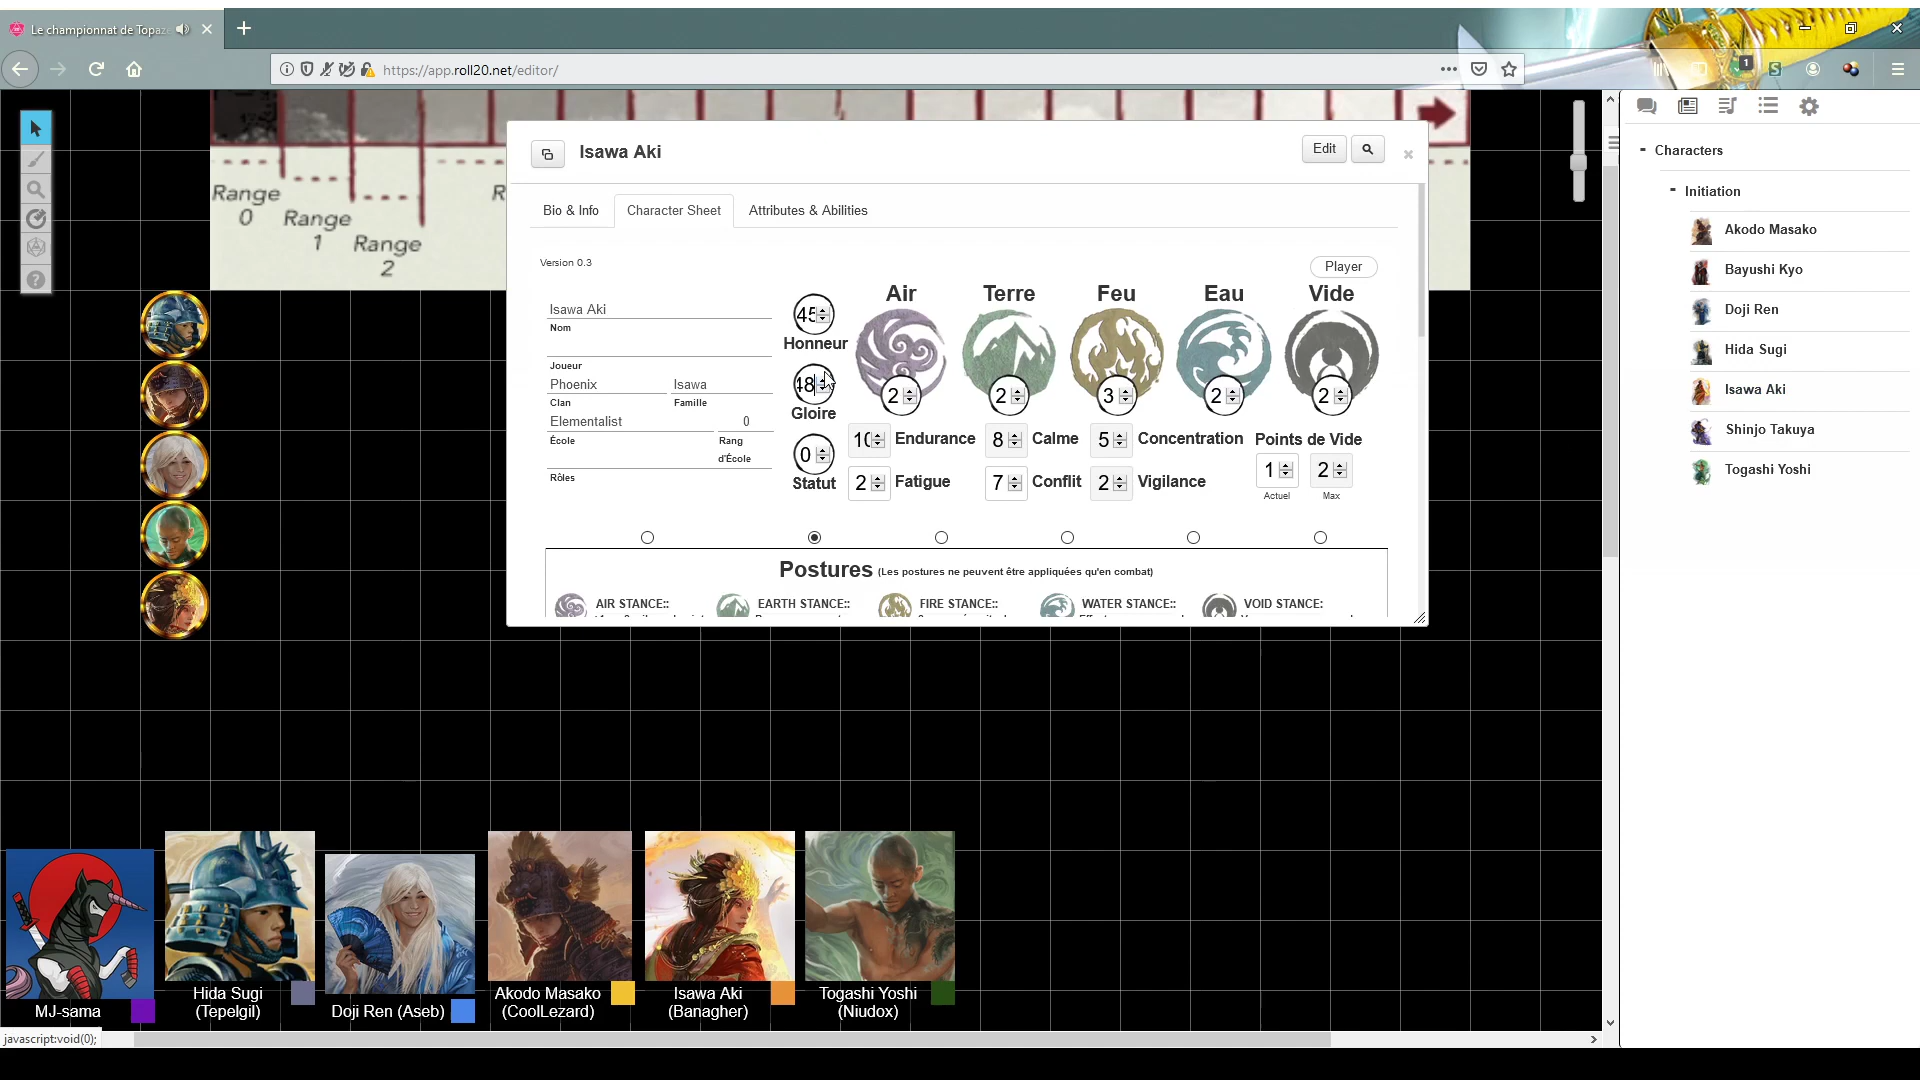 Le championnat de Topaze
https://app.roll20.net/editor/
1
Range
0
Range
1
Range
2
R
Isawa Aki
Edit
Bio & Info
Character Sheet
Attributes & Abilities
Version 0.3
Player
Isawa Aki
Nom
Joueur
Phoenix
Isawa
Clan
Famille
Elementalist
0
École
Rang
d'École
Rôles
45
Honneur
48
Gloire
0
Statut
Air
Terre
Feu
Eau
Vide
2
2
3
2
2
10
Endurance
8
Calme
5
Concentration
Points de Vide
2
Fatigue
7
Conflit
2
Vigilance
1
2
Actuel
Max
Postures (Les postures ne peuvent être appliquées qu'en combat)
AIR STANCE::
EARTH STANCE::
FIRE STANCE::
WATER STANCE::
VOID STANCE::
Characters
Initiation
Akodo Masako
Bayushi Kyo
Doji Ren
Hida Sugi
Isawa Aki
Shinjo Takuya
Togashi Yoshi
MJ-sama
Hida Sugi
(Tepelgil)
Doji Ren (Aseb)
Akodo Masako
(CoolLezard)
Isawa Aki
(Banagher)
Togashi Yoshi
(Niudox)
javascript:void(0);